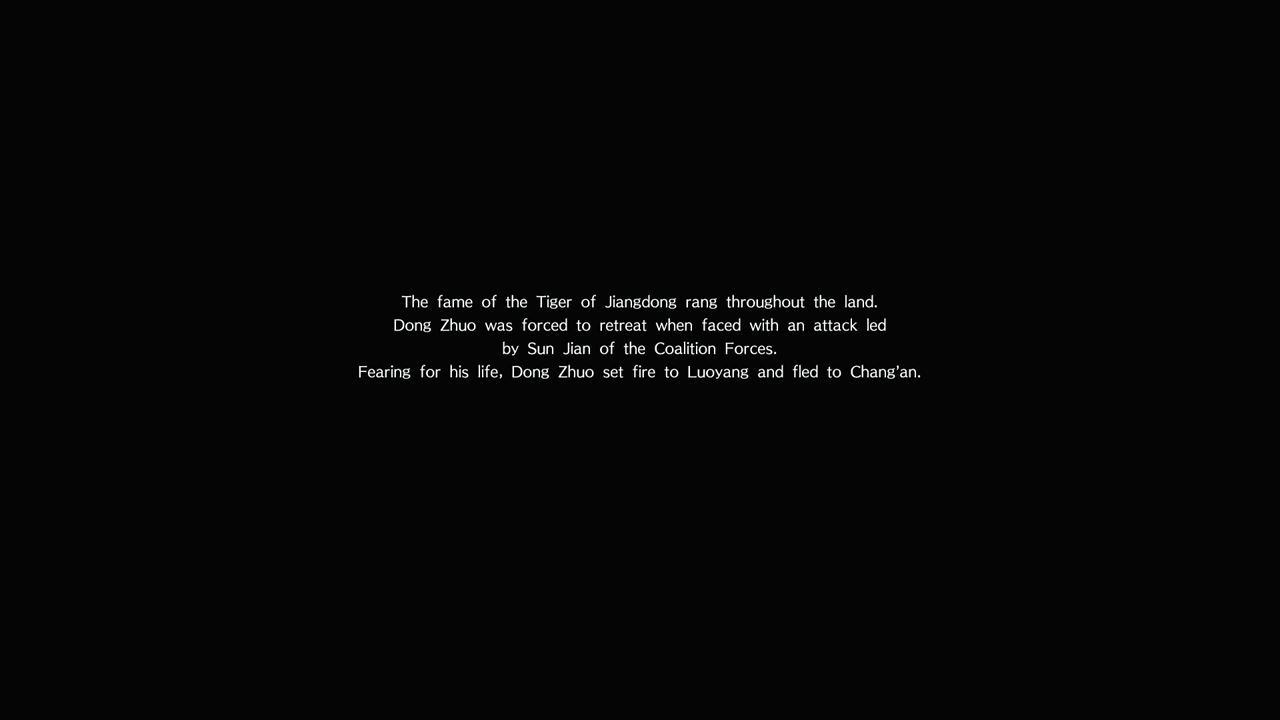 The fame of the Tiger of Jiangdong rang throughout the land.
Dong Zhuo was forced to retreat when faced with an attack led
by Sun Jian of the Coalition Forces.
Fearing for his life, Dong Zhuo set fire to Luoyang and fled to Chang’an.